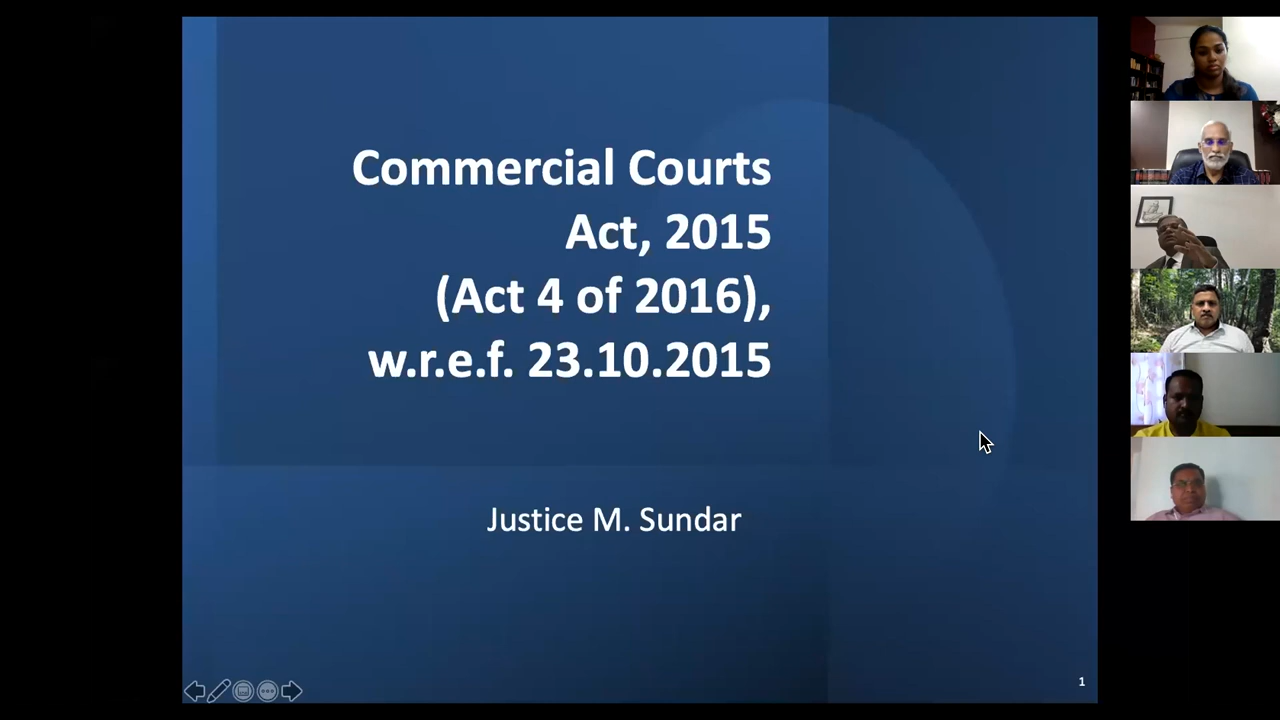 Commercial Courts
Act, 2015
(Act 4 of 2016),
w.r.e.f. 23.10.2015
Justice M. Sundar
1